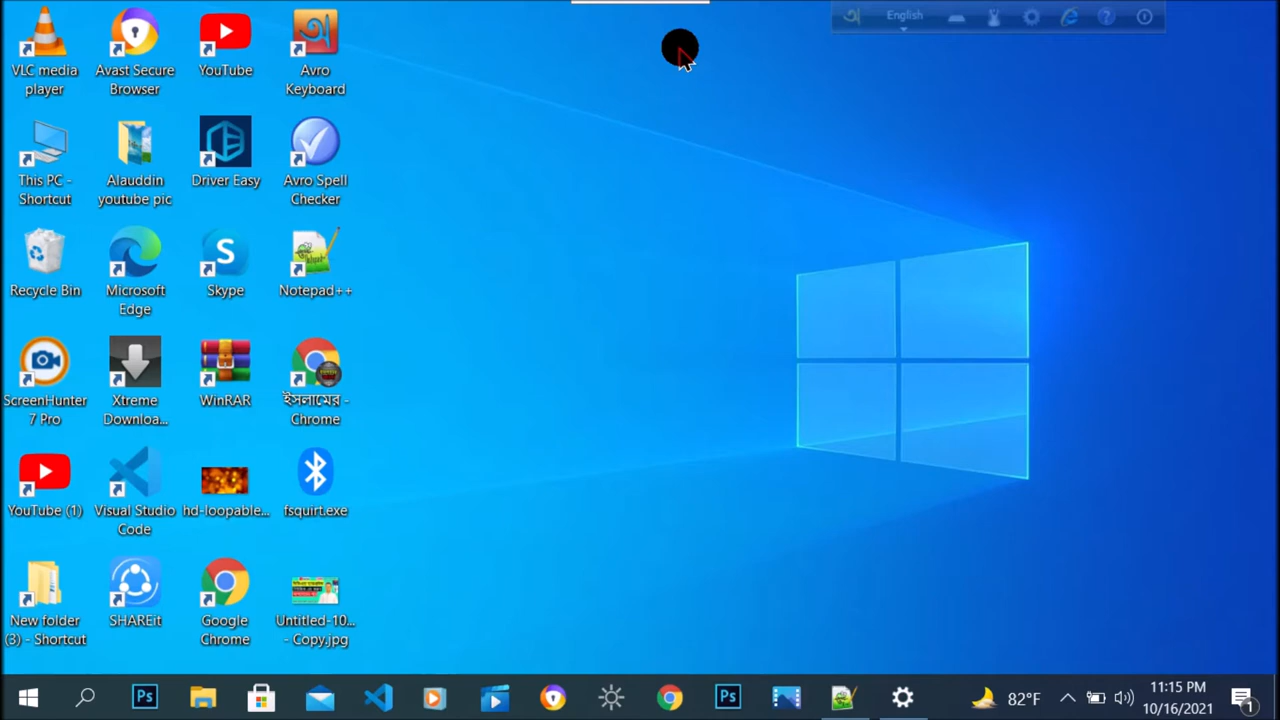 English
VLC media player
Avast Secure Browser
YouTube
Avro Keyboard
This PC - Shortcut
Alauddin youtube pic
Driver Easy
Avro Spell Checker
Recycle Bin
Microsoft Edge
Skype
Notepad++
ScreenHunter 7 Pro
Xtreme Downloa...
WinRAR
ইসলামের - Chrome
YouTube (1)
Visual Studio Code
hd-loopable...
fsquirt.exe
New folder (3) - Shortcut
SHAREit
Google Chrome
Untitled-10... - Copy.jpg
Ps
Ps
82°F
11:15 PM
10/16/2021
1